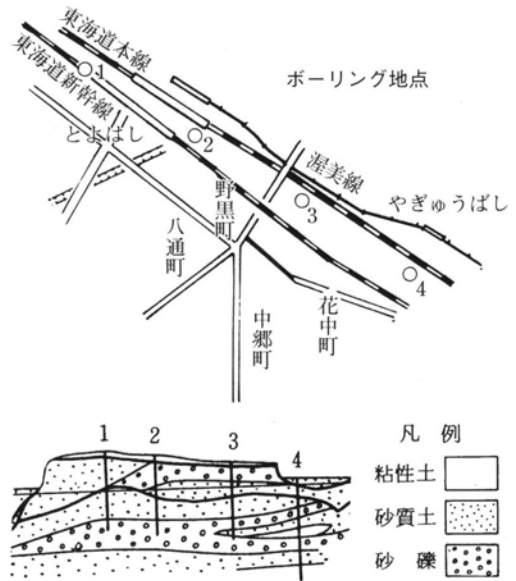 東海道本線
東海道新幹線
1
ボーリング地点
とよばし
2
渥美線
野黒町
3
やぎゅうばし
八通町
4
花中町
中郷町
1 2 3 4
凡 例
粘性土
砂質土
砂 礫